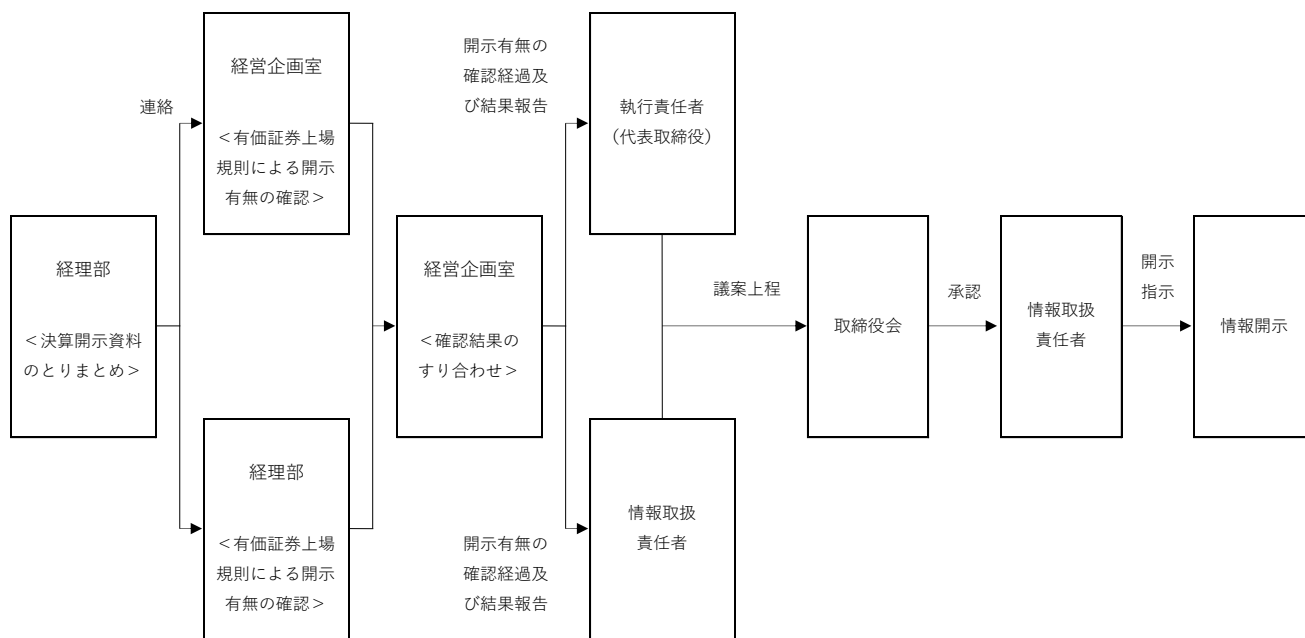 経理部
＜決算開示資料
のとりまとめ＞
連絡
経営企画室
＜有価証券上場
規則による開示
有無の確認＞
経理部
＜有価証券上場
規則による開示
有無の確認＞
経営企画室
＜確認結果の
すり合わせ＞
開示有無の
確認経過及
び結果報告
執行責任者
（代表取締役）
開示有無の
確認経過及
び結果報告
情報取扱
責任者
議案上程
取締役会
承認
情報取扱
責任者
開示
指示
情報開示